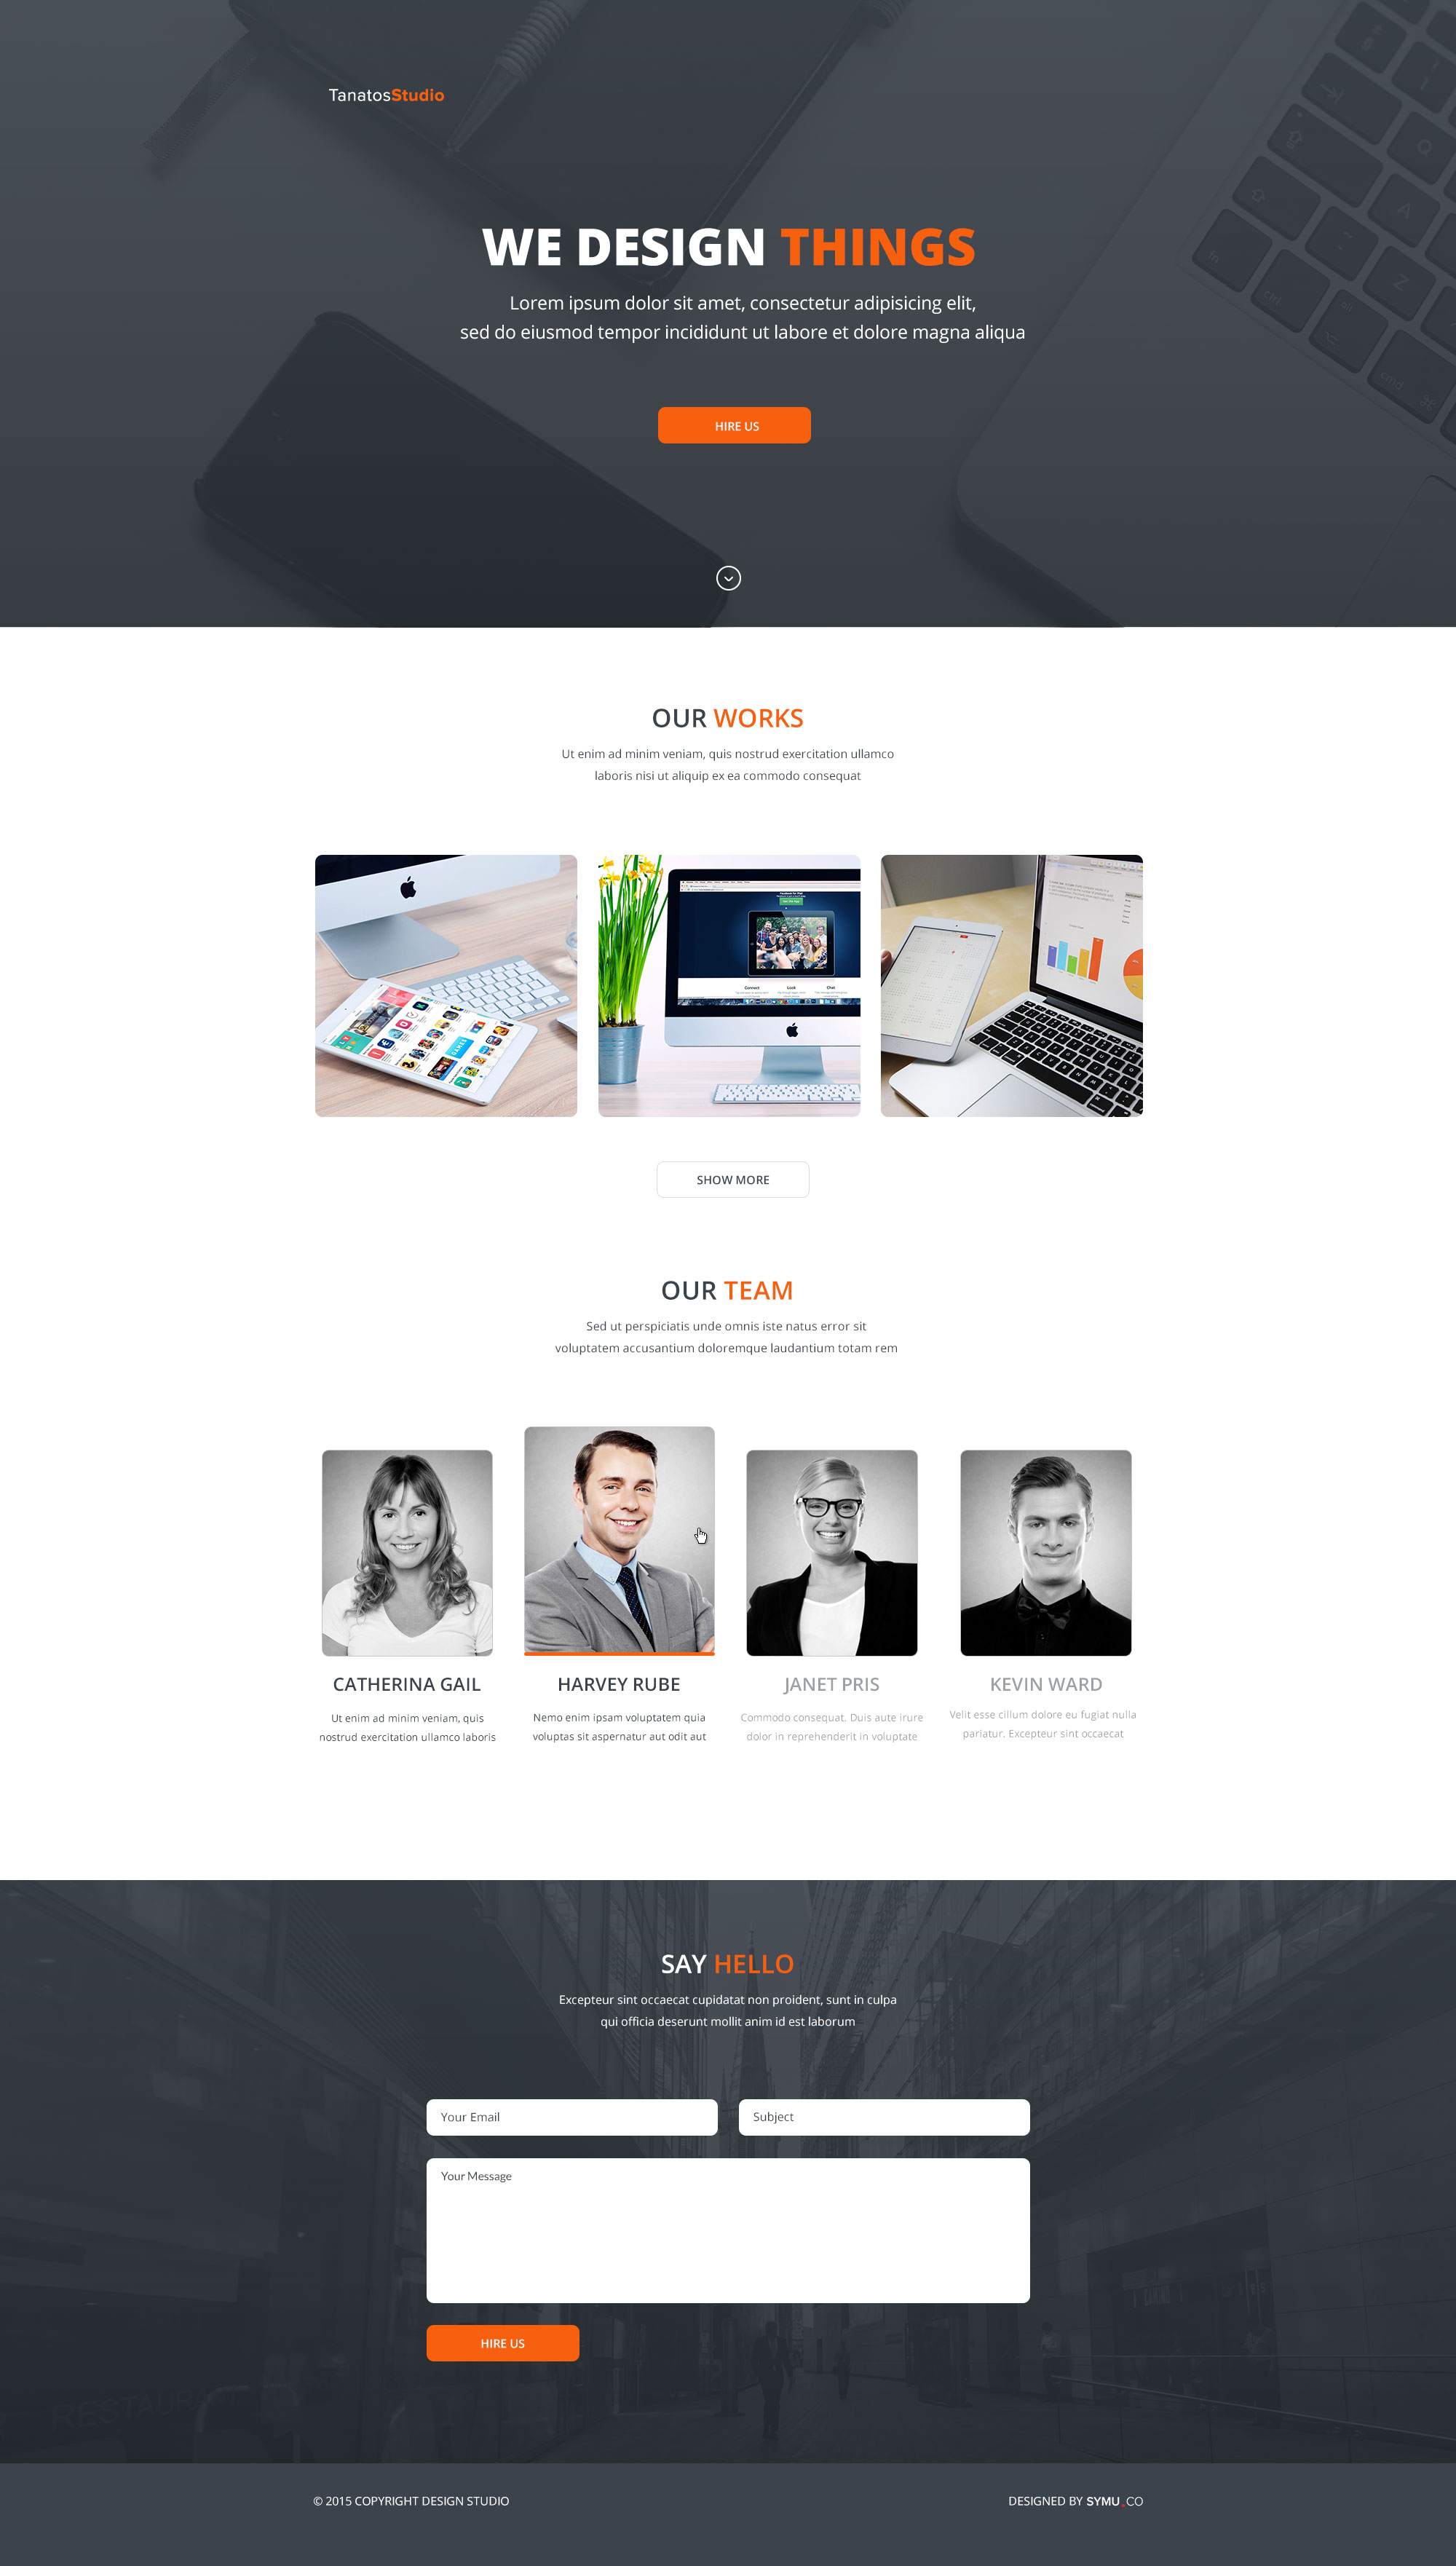 TanatosStudio
WE DESIGN THINGS
Lorem ipsum dolor sit amet, consectetur adipisicing elit,
sed do eiusmod tempor incididunt ut labore et dolore magna aliqua
HIRE US
OUR WORKS
Ut enim ad minim veniam, quis nostrud exercitation ullamco
laboris nisi ut aliquip ex ea commodo consequat
SHOW MORE
OUR TEAM
Sed ut perspiciatis unde omnis iste natus error sit
voluptatem accusantium doloremque laudantium totam rem
CATHERINA GAIL
Ut enim ad minim veniam, quis
nostrud exercitation ullamco laboris
HARVEY RUBE
Nemo enim ipsam voluptatem quia
voluptas sit aspernatur aut odit aut
JANET PRIS
Commodo consequat. Duis aute irure
dolor in reprehenderit in voluptate
KEVIN WARD
Velit esse cillum dolore eu fugiat nulla
pariatur. Excepteur sint occaecat
SAY HELLO
Excepteur sint occaecat cupidatat non proident, sunt in culpa
qui officia deserunt mollit anim id est laborum
Your Email
Subject
Your Message
HIRE US
© 2015 COPYRIGHT DESIGN STUDIO
DESIGNED BY SYMU.CO